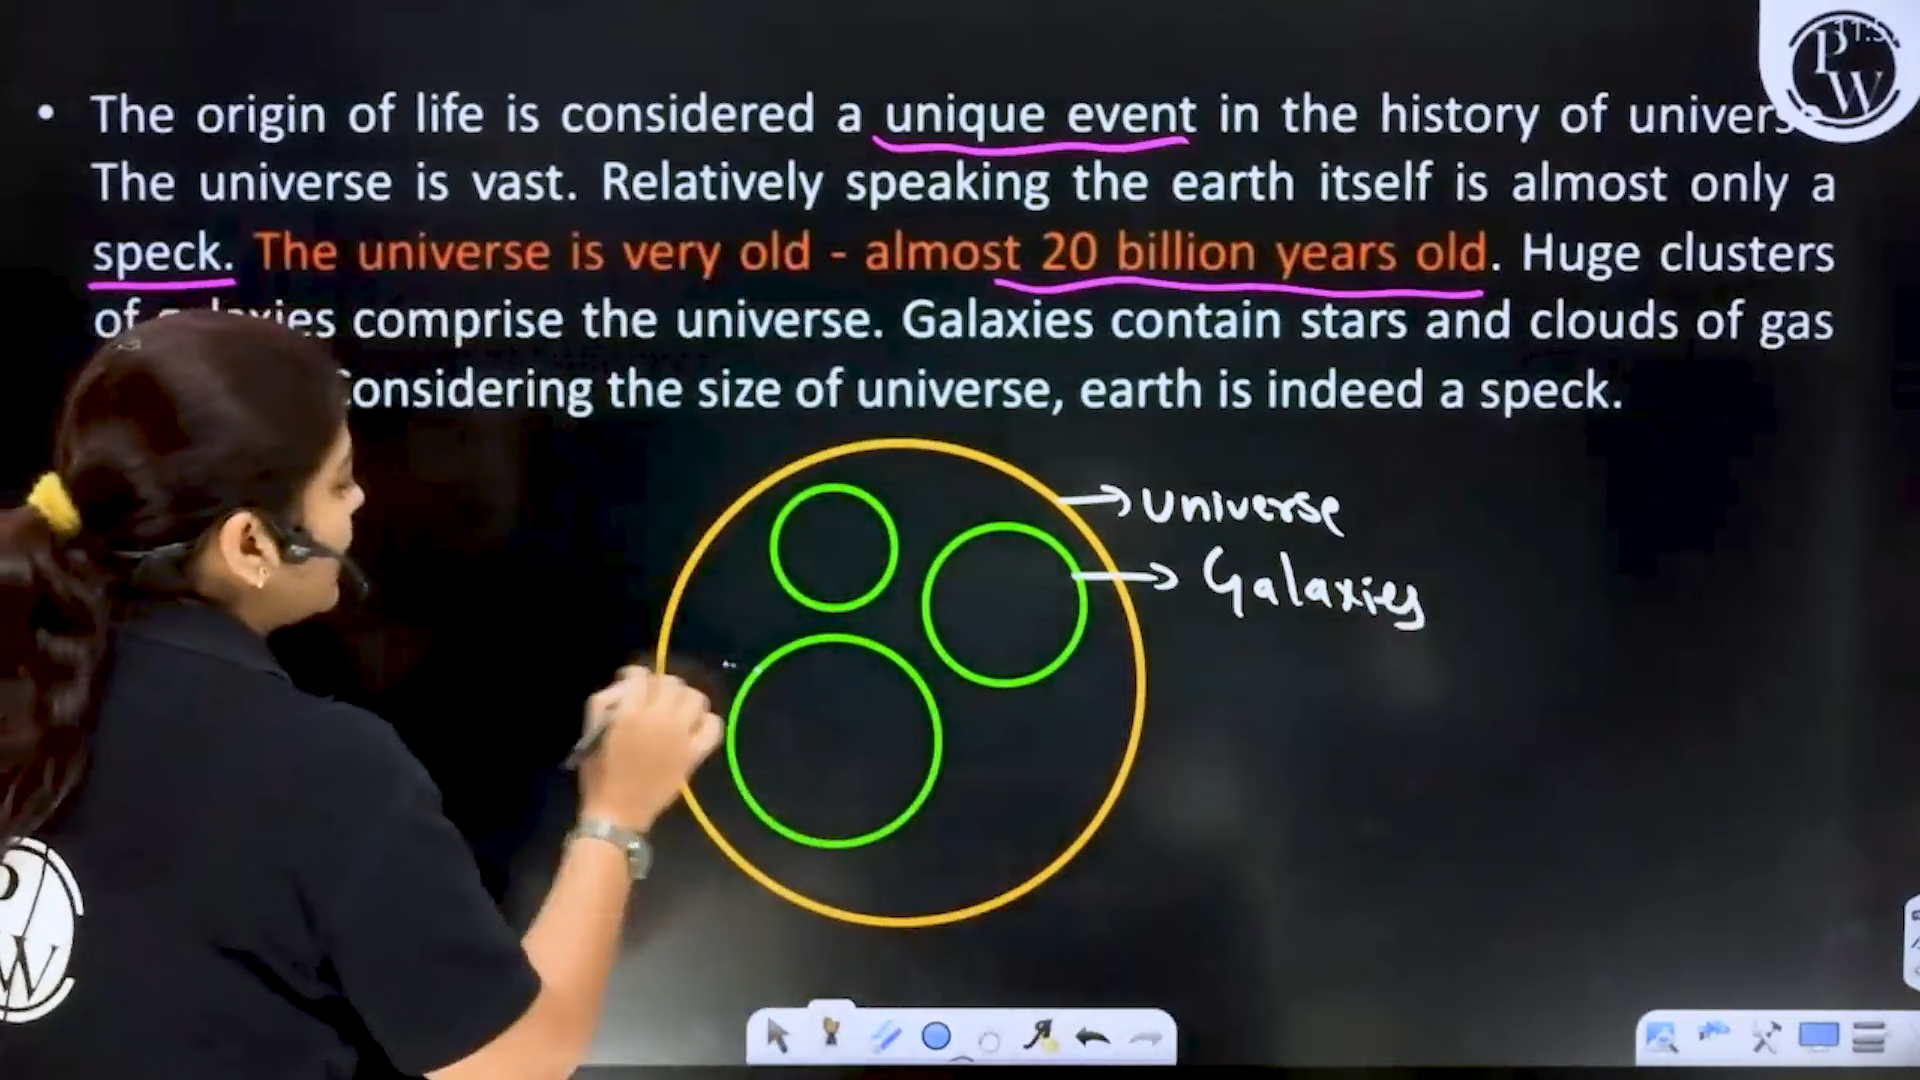 • The origin of life is considered a unique event in the history of
The universe is vast. Relatively speaking the earth itself is almost only a
speck. The universe is very old - almost 20 billion years old. Huge clusters
of comprise the universe. Galaxies contain stars and clouds of gas
the size of universe, earth is indeed a speck.
Universe
Galaxies
PW
PW